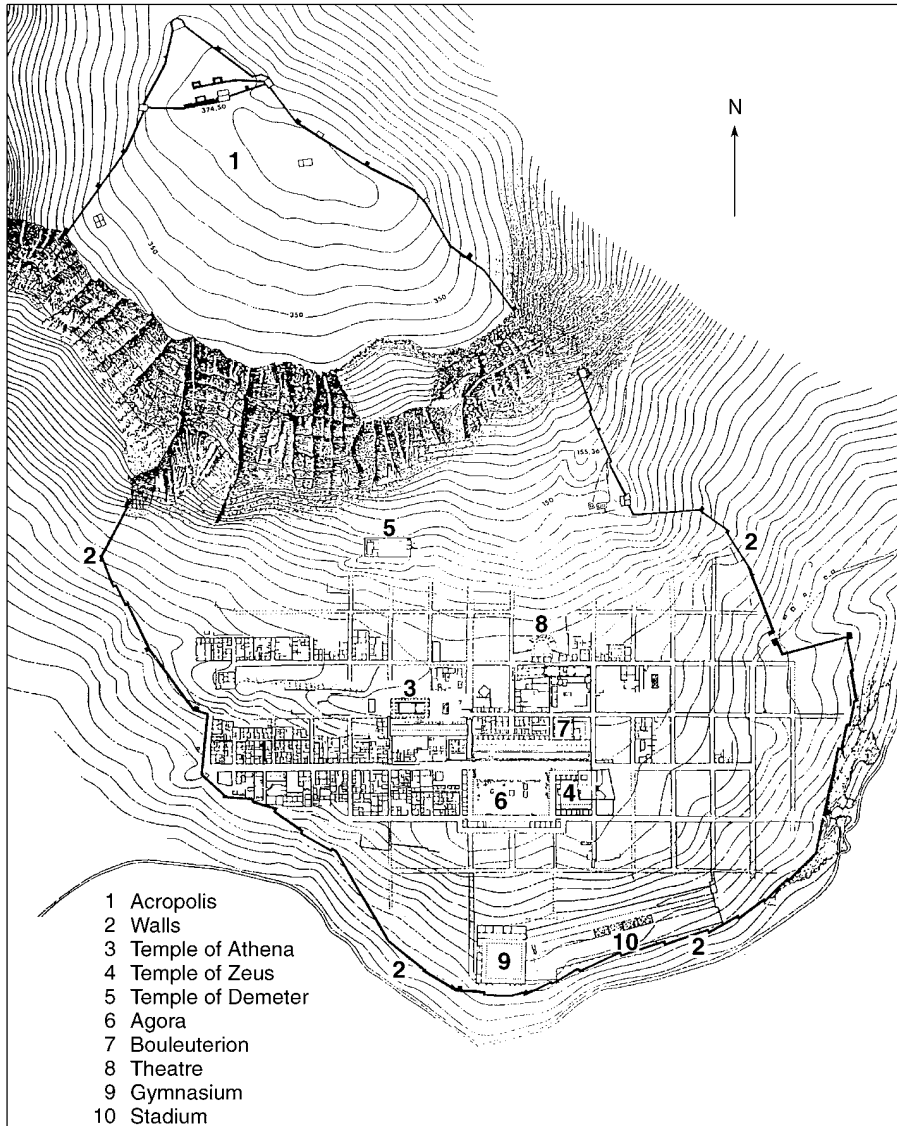 N
374,50
1
350
350
350
155,36
150
5
2
2
8
3
7
6
4
10
9
2
2
1 Acropolis
2 Walls
3 Temple of Athena
4 Temple of Zeus
5 Temple of Demeter
6 Agora
7 Bouleuterion
8 Theatre
9 Gymnasium
10 Stadium